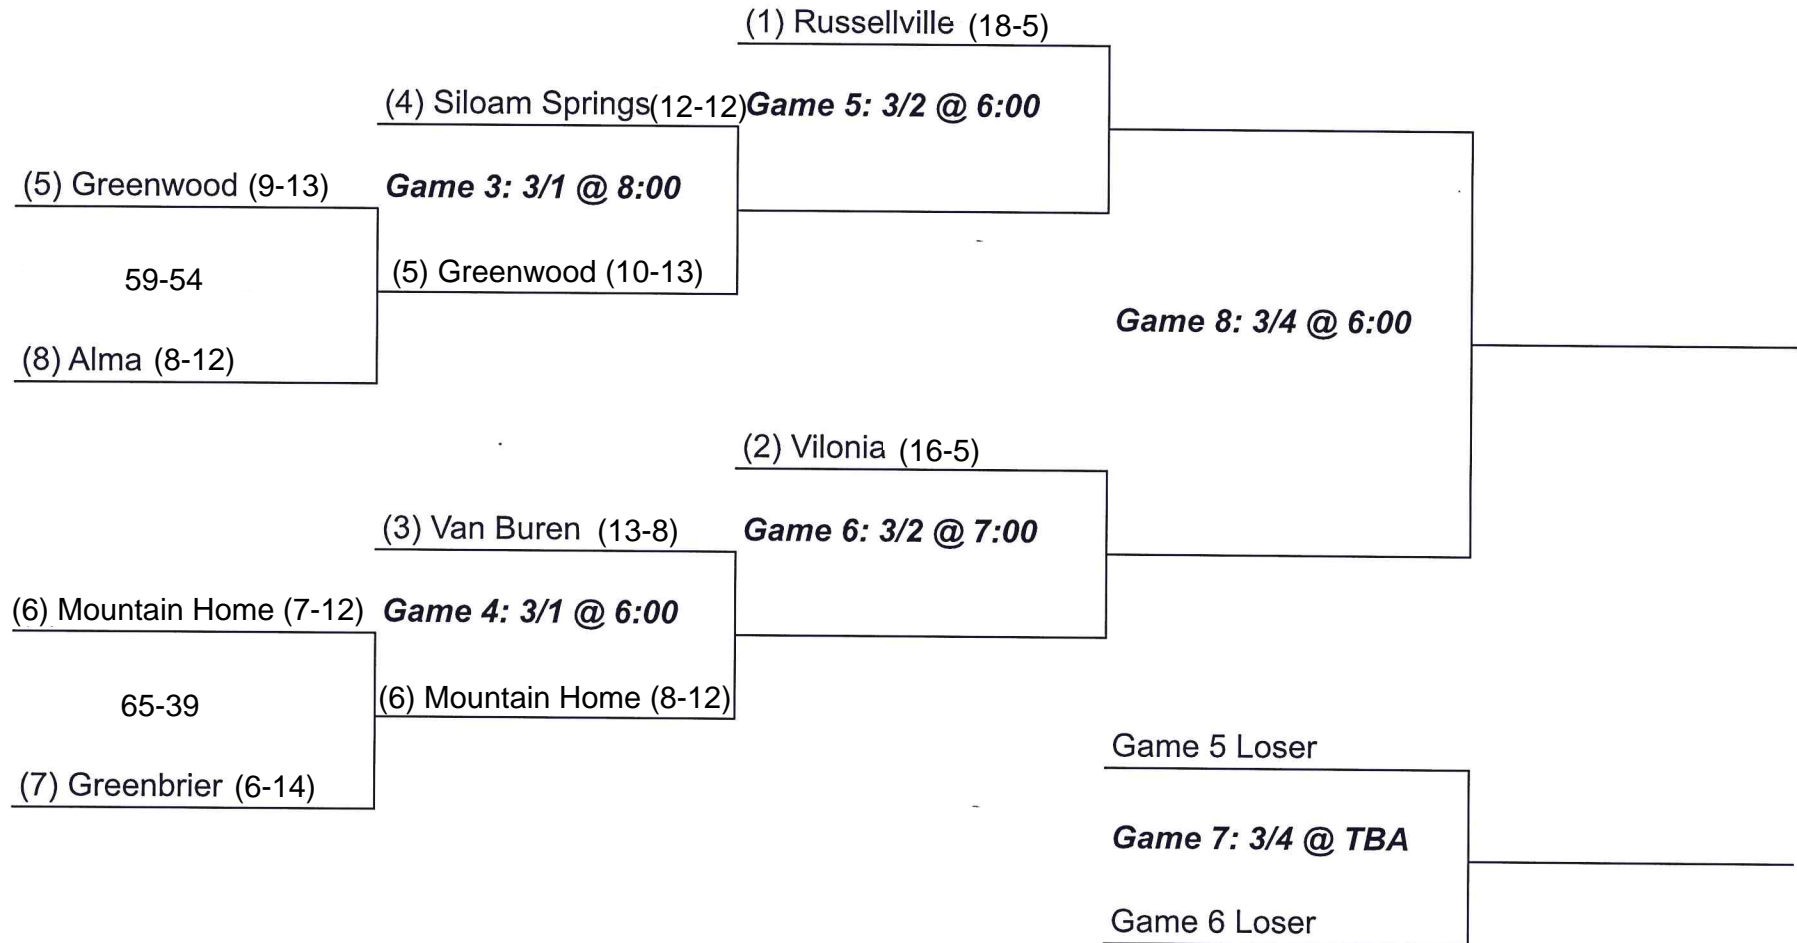 (1) Russellville (18-5)
(4) Siloam Springs(12-12)
Game 5: 3/2 @ 6:00
(5) Greenwood (9-13)
Game 3: 3/1 @ 8:00
59-54
(5) Greenwood (10-13)
(8) Alma (8-12)
Game 8: 3/4 @ 6:00
(2) Vilonia (16-5)
(3) Van Buren (13-8)
Game 6: 3/2 @ 7:00
(6) Mountain Home (7-12)
Game 4: 3/1 @ 6:00
65-39
(6) Mountain Home (8-12)
(7) Greenbrier (6-14)
Game 5 Loser
Game 7: 3/4 @ TBA
Game 6 Loser